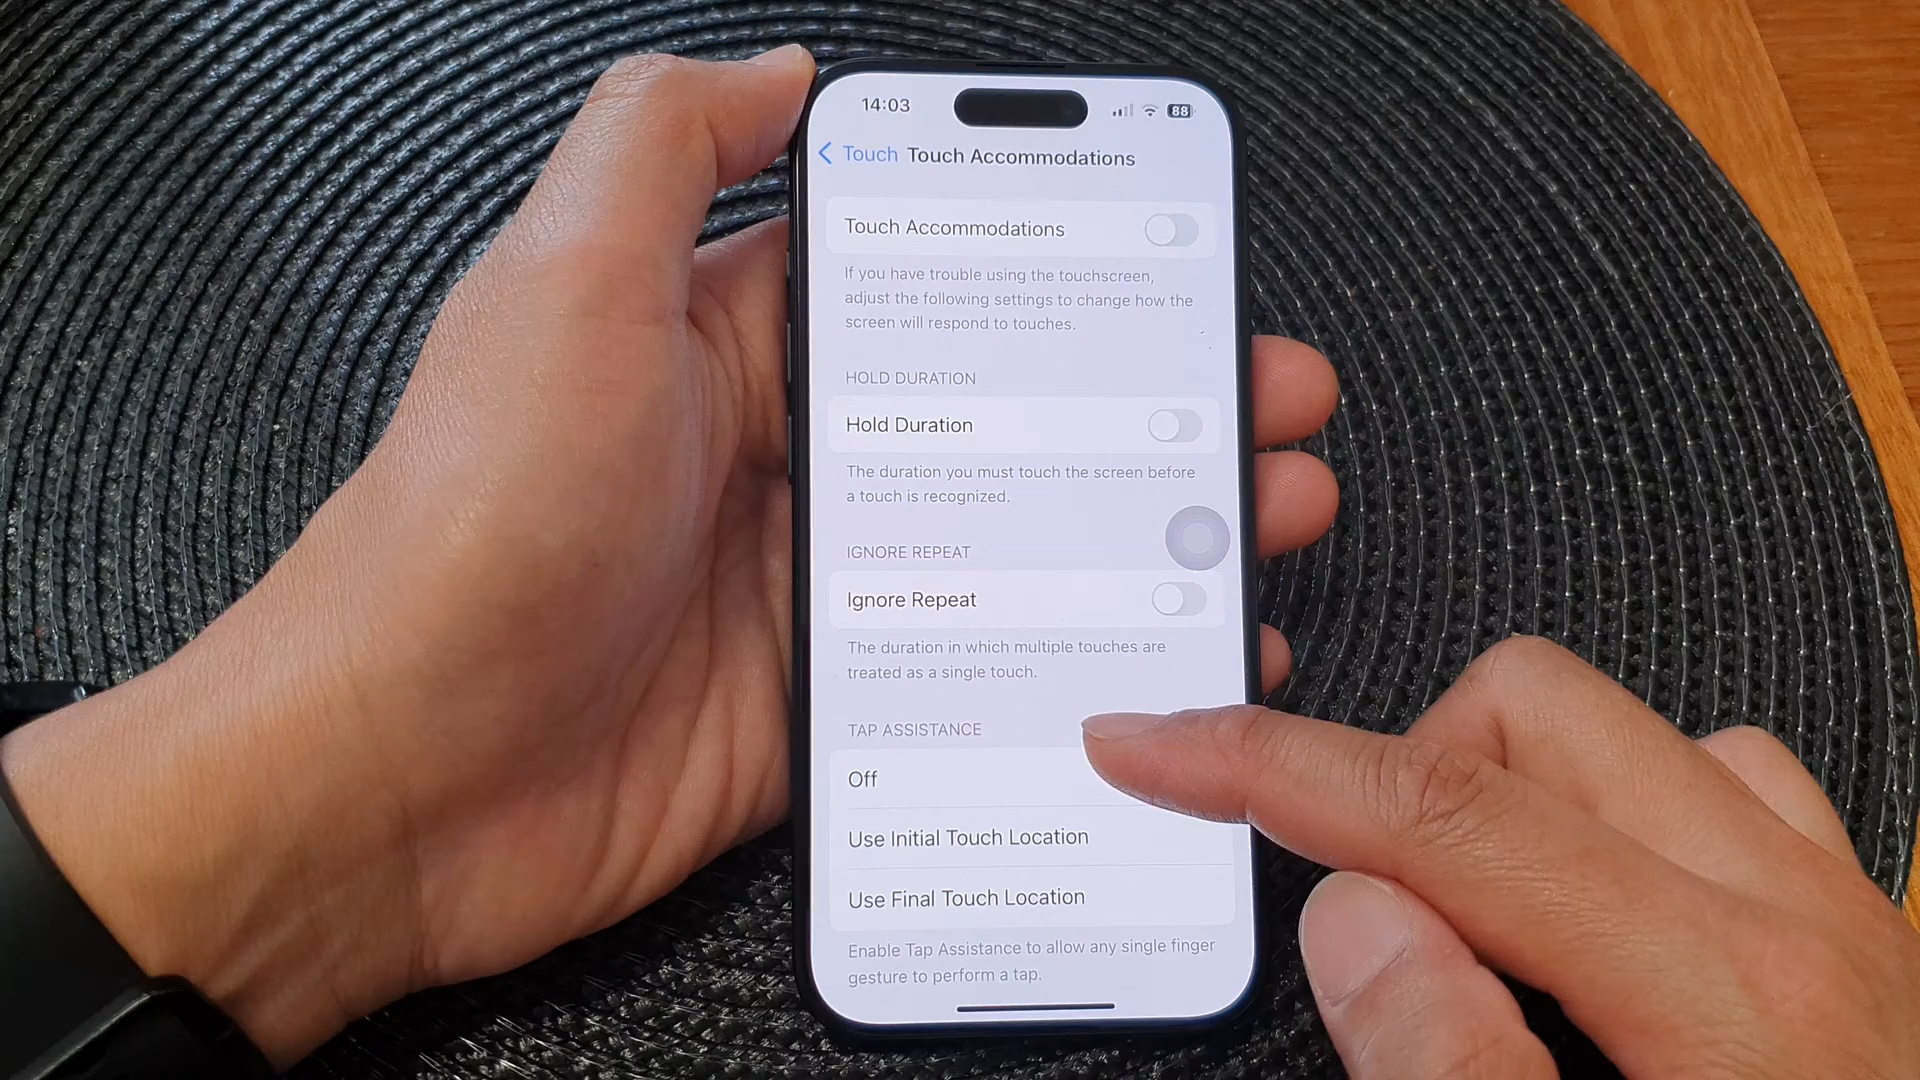 14:03
88
Touch Touch Accommodations
Touch Accommodations
If you have trouble using the touchscreen,
adjust the following settings to change how the
screen will respond to touches.
HOLD DURATION
Hold Duration
The duration you must touch the screen before
a touch is recognized.
IGNORE REPEAT
Ignore Repeat
The duration in which multiple touches are
treated as a single touch.
TAP ASSISTANCE
Off
Use Initial Touch Location
Use Final Touch Location
Enable Tap Assistance to allow any single finger
gesture to perform a tap.